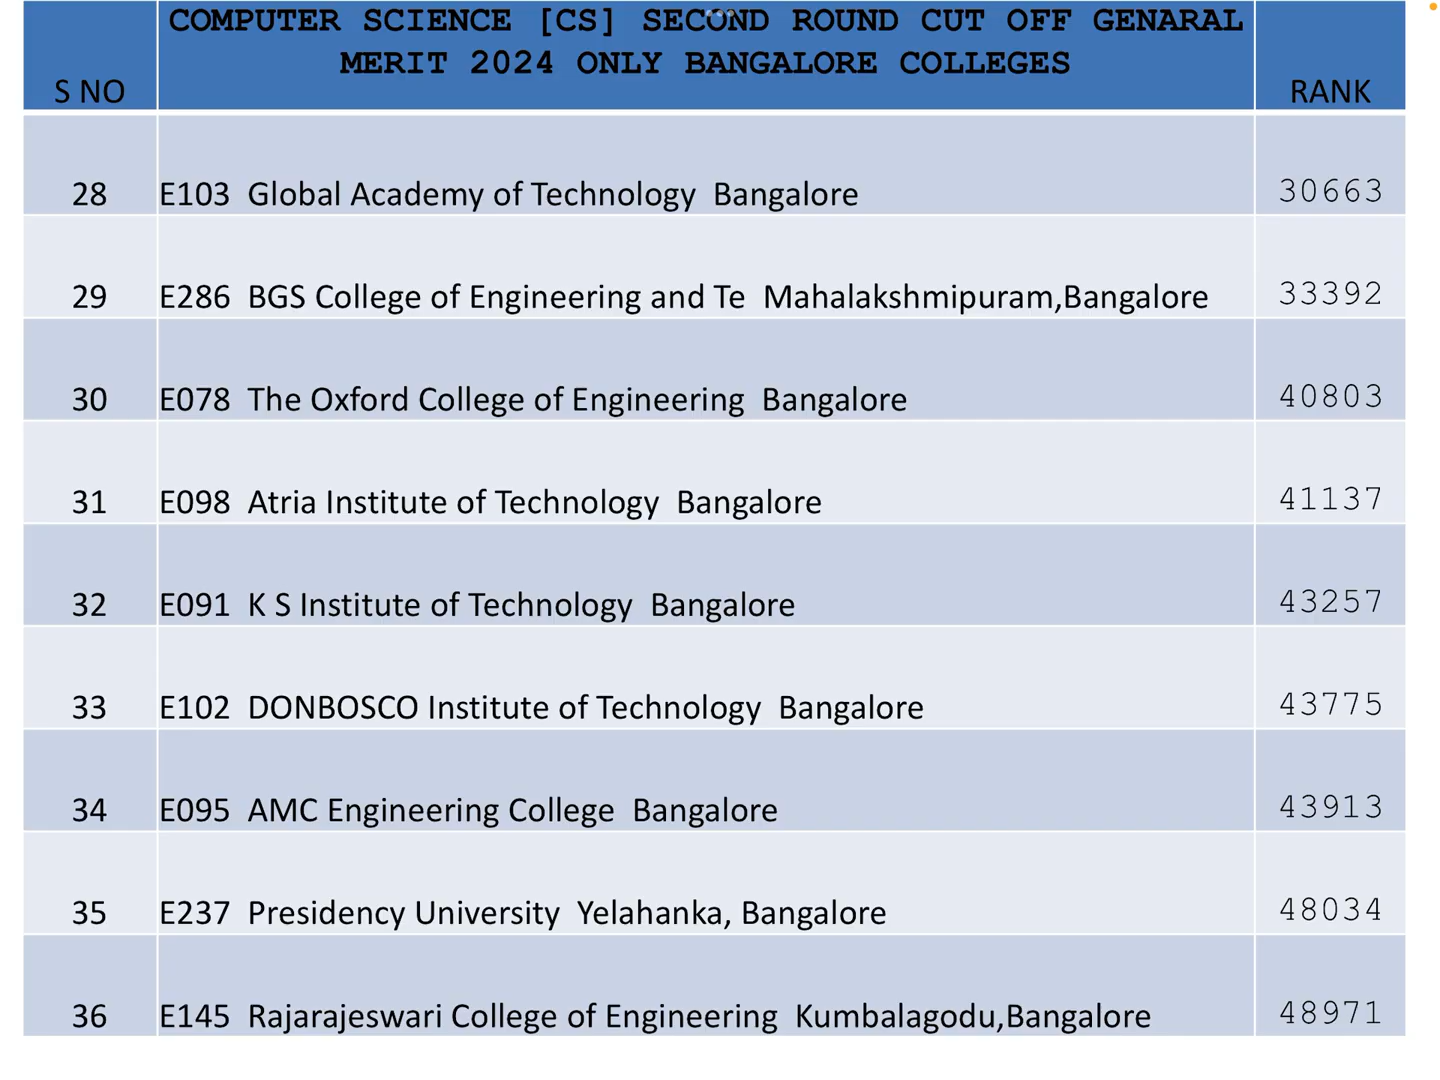 COMPUTER SCIENCE [CS] SECOND ROUND CUT OFF GENARAL
MERIT 2024 ONLY BANGALORE COLLEGES
S NO RANK
28 E103 Global Academy of Technology Bangalore 30663
29 E286 BGS College of Engineering and Te Mahalakshmipuram,Bangalore 33392
30 E078 The Oxford College of Engineering Bangalore 40803
31 E098 Atria Institute of Technology Bangalore 41137
32 E091 K S Institute of Technology Bangalore 43257
33 E102 DONBOSCO Institute of Technology Bangalore 43775
34 E095 AMC Engineering College Bangalore 43913
35 E237 Presidency University Yelahanka, Bangalore 48034
36 E145 Rajarajeswari College of Engineering Kumbalagodu,Bangalore 48971